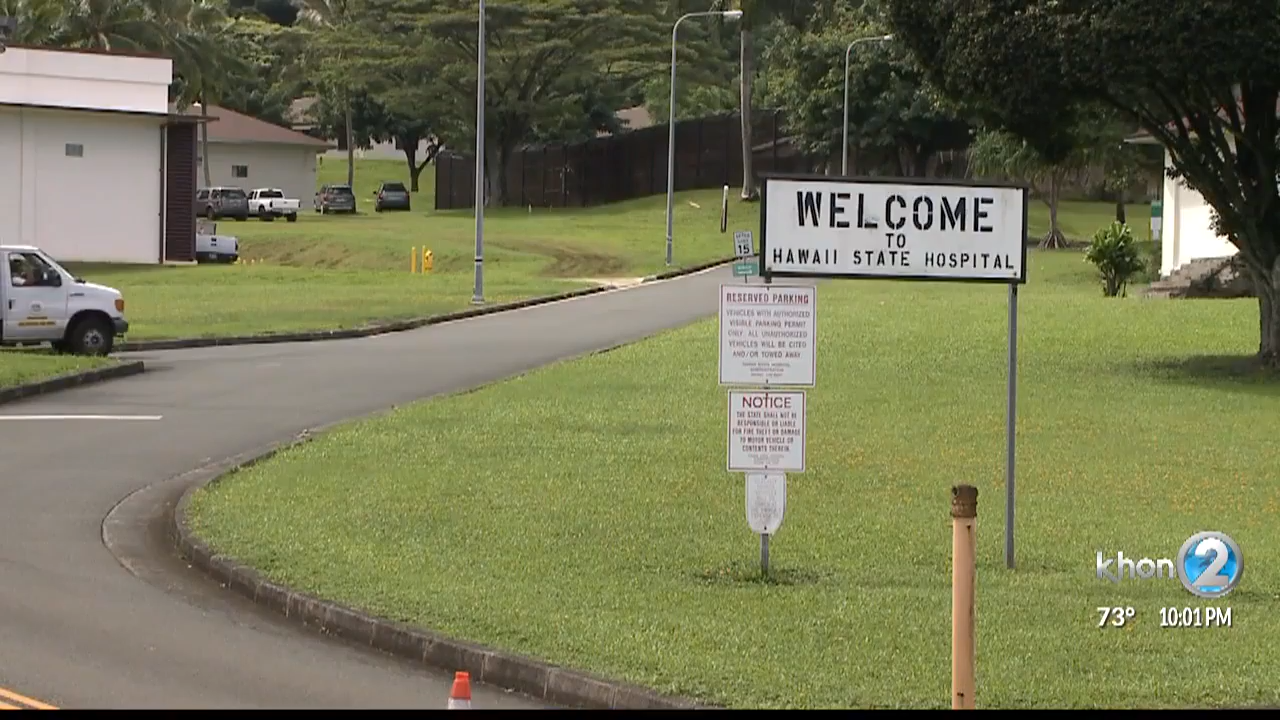 WELCOME
TO
HAWAII STATE HOSPITAL
15
RESERVED PARKING
VEHICLES WITH AUTHORIZED
VISIBLE PARKING PERMIT
ONLY. ALL UNAUTHORIZED
VEHICLES WILL BE CITED
AND/OR TOWED AWAY
NOTICE
THE STATE SHALL NOT BE
RESPONSIBLE OR LIABLE
FOR FIRE THEFT OR DAMAGE
TO MOTOR VEHICLE OR
CONTENTS THEREIN.
khon 2
73° 10:01 PM